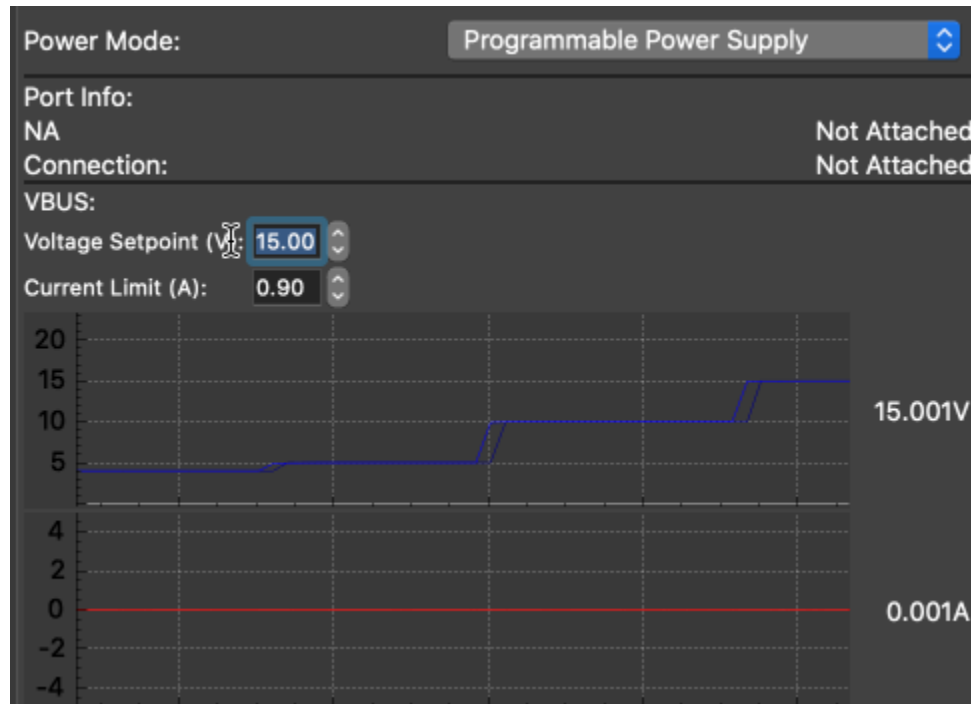 Power Mode: Programmable Power Supply
Port Info:
NA Not Attached
Connection: Not Attached
VBUS:
Voltage Setpoint (V): 15.00
Current Limit (A): 0.90
20
15
10
5
15.001V
4
2
0
-2
-4
0.001A